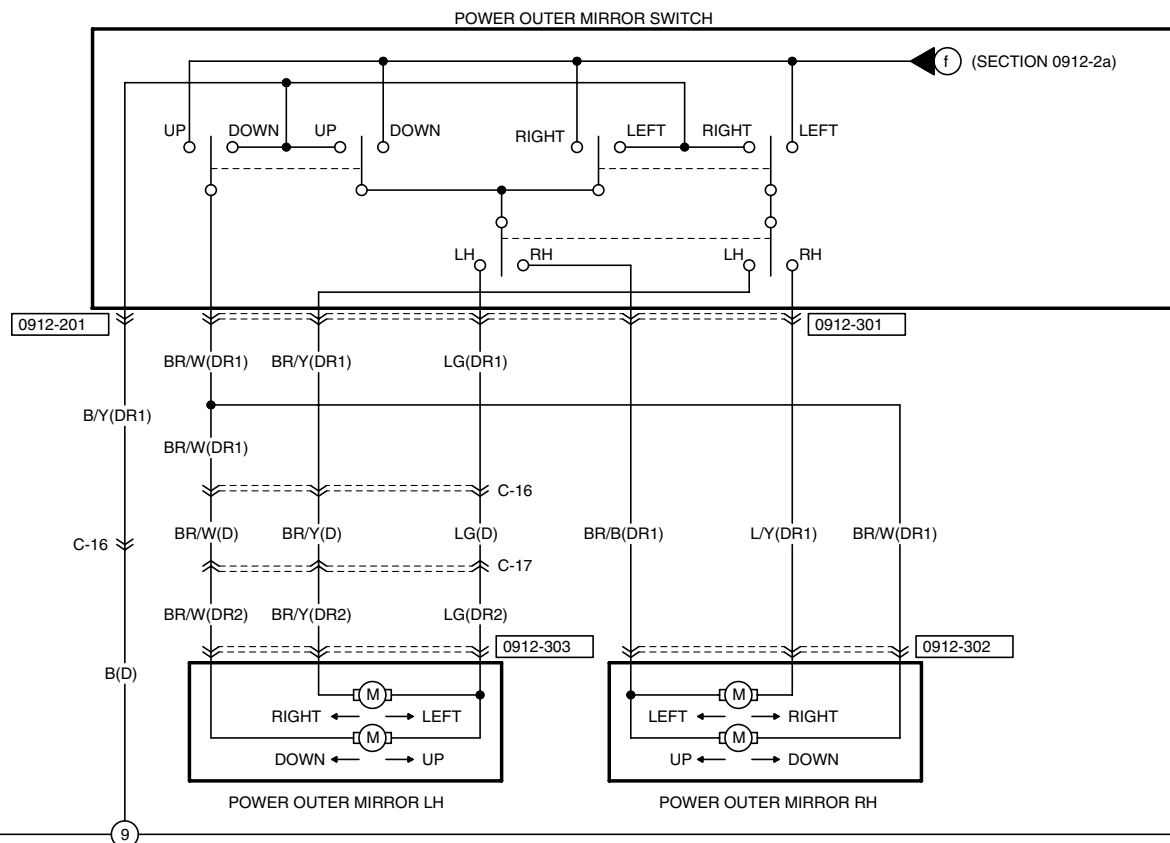 POWER OUTER MIRROR SWITCH
f (SECTION 0912-2a)
UP DOWN UP DOWN RIGHT LEFT RIGHT LEFT
LH RH LH RH
0912-201 0912-301
BR/W(DR1) BR/Y(DR1) LG(DR1)
B/Y(DR1)
BR/W(DR1)
C-16
C-16 BR/W(D) BR/Y(D) LG(D) BR/B(DR1) L/Y(DR1) BR/W(DR1)
C-17
BR/W(DR2) BR/Y(DR2) LG(DR2)
0912-303 0912-302
B(D)
M M
RIGHT LEFT LEFT RIGHT
M M
DOWN UP UP DOWN
POWER OUTER MIRROR LH POWER OUTER MIRROR RH
9